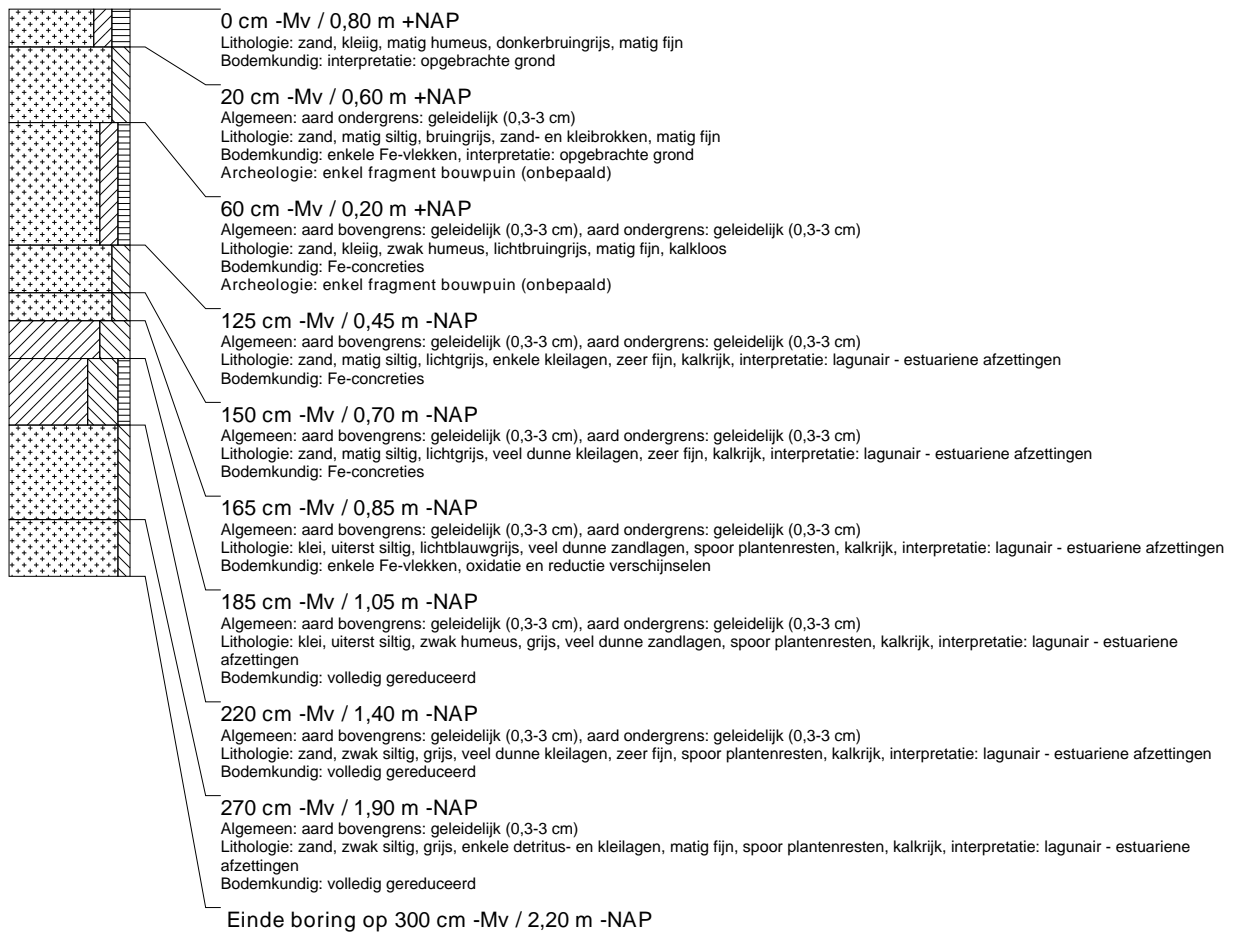 0 cm -Mv / 0,80 m +NAP
Lithologie: zand, kleiig, matig humeus, donkerbruingrijs, matig fijn
Bodemkundig: interpretatie: opgebrachte grond
20 cm -Mv / 0,60 m +NAP
Algemeen: aard ondergrens: geleidelijk (0,3-3 cm)
Lithologie: zand, matig siltig, bruingrijs, zand- en kleibrokken, matig fijn
Bodemkundig: enkele Fe-vlekken, interpretatie: opgebrachte grond
Archeologie: enkel fragment bouwpuin (onbepaald)
60 cm -Mv / 0,20 m +NAP
Algemeen: aard bovengrens: geleidelijk (0,3-3 cm), aard ondergrens: geleidelijk (0,3-3 cm)
Lithologie: zand, kleiig, zwak humeus, lichtbruingrijs, matig fijn, kalkloos
Bodemkundig: Fe-concreties
Archeologie: enkel fragment bouwpuin (onbepaald)
125 cm -Mv / 0,45 m -NAP
Algemeen: aard bovengrens: geleidelijk (0,3-3 cm), aard ondergrens: geleidelijk (0,3-3 cm)
Lithologie: zand, matig siltig, lichtgrijs, enkele kleilagen, zeer fijn, kalkrijk, interpretatie: lagunair - estuariene afzettingen
Bodemkundig: Fe-concreties
150 cm -Mv / 0,70 m -NAP
Algemeen: aard bovengrens: geleidelijk (0,3-3 cm), aard ondergrens: geleidelijk (0,3-3 cm)
Lithologie: zand, matig siltig, lichtgrijs, veel dunne kleilagen, zeer fijn, kalkrijk, interpretatie: lagunair - estuariene afzettingen
Bodemkundig: Fe-concreties
165 cm -Mv / 0,85 m -NAP
Algemeen: aard bovengrens: geleidelijk (0,3-3 cm), aard ondergrens: geleidelijk (0,3-3 cm)
Lithologie: klei, uiterst siltig, lichtblauwgrijs, veel dunne zandlagen, spoor plantenresten, kalkrijk, interpretatie: lagunair - estuariene afzettingen
Bodemkundig: enkele Fe-vlekken, oxidatie en reductie verschijnselen
185 cm -Mv / 1,05 m -NAP
Algemeen: aard bovengrens: geleidelijk (0,3-3 cm), aard ondergrens: geleidelijk (0,3-3 cm)
Lithologie: klei, uiterst siltig, zwak humeus, grijs, veel dunne zandlagen, spoor plantenresten, kalkrijk, interpretatie: lagunair - estuariene
afzettingen
Bodemkundig: volledig gereduceerd
220 cm -Mv / 1,40 m -NAP
Algemeen: aard bovengrens: geleidelijk (0,3-3 cm), aard ondergrens: geleidelijk (0,3-3 cm)
Lithologie: zand, zwak siltig, grijs, veel dunne kleilagen, zeer fijn, spoor plantenresten, kalkrijk, interpretatie: lagunair - estuariene afzettingen
Bodemkundig: volledig gereduceerd
270 cm -Mv / 1,90 m -NAP
Algemeen: aard bovengrens: geleidelijk (0,3-3 cm)
Lithologie: zand, zwak siltig, grijs, enkele detritus- en kleilagen, matig fijn, spoor plantenresten, kalkrijk, interpretatie: lagunair - estuariene
afzettingen
Bodemkundig: volledig gereduceerd
Einde boring op 300 cm -Mv / 2,20 m -NAP